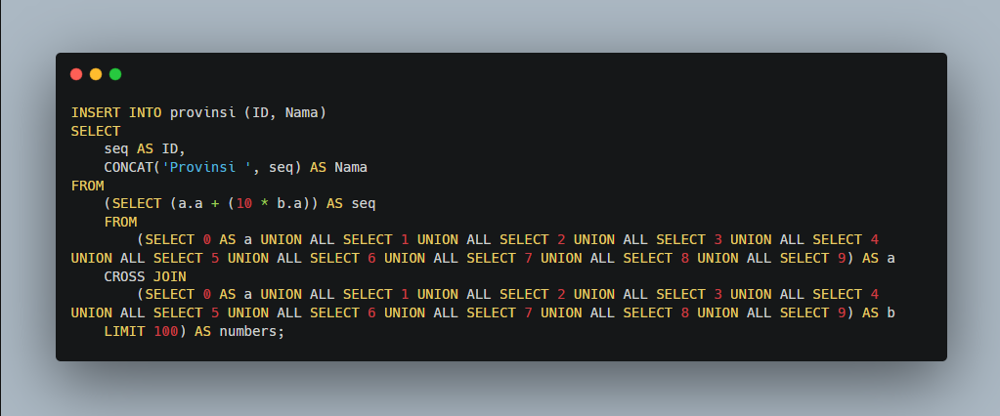 INSERT INTO provinsi (ID, Nama)
SELECT
    seq AS ID,
    CONCAT('Provinsi ', seq) AS Nama
FROM
    (SELECT (a.a + (10 * b.a)) AS seq
    FROM
        (SELECT 0 AS a UNION ALL SELECT 1 UNION ALL SELECT 2 UNION ALL SELECT 3 UNION ALL SELECT 4
UNION ALL SELECT 5 UNION ALL SELECT 6 UNION ALL SELECT 7 UNION ALL SELECT 8 UNION ALL SELECT 9) AS a
    CROSS JOIN
        (SELECT 0 AS a UNION ALL SELECT 1 UNION ALL SELECT 2 UNION ALL SELECT 3 UNION ALL SELECT 4
UNION ALL SELECT 5 UNION ALL SELECT 6 UNION ALL SELECT 7 UNION ALL SELECT 8 UNION ALL SELECT 9) AS b
    LIMIT 100) AS numbers;